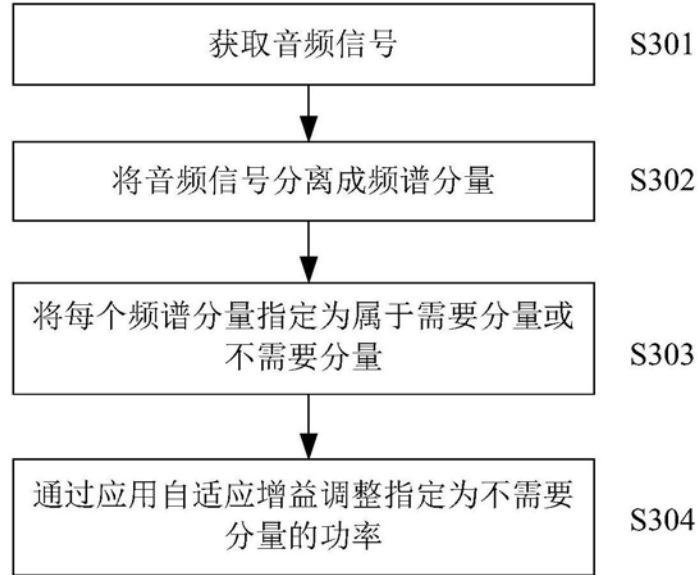 获取音频信号
S301
将音频信号分离成频谱分量
S302
将每个频谱分量指定为属于需要分量或
不需要分量
S303
通过应用自适应增益调整指定为不需要
分量的功率
S304